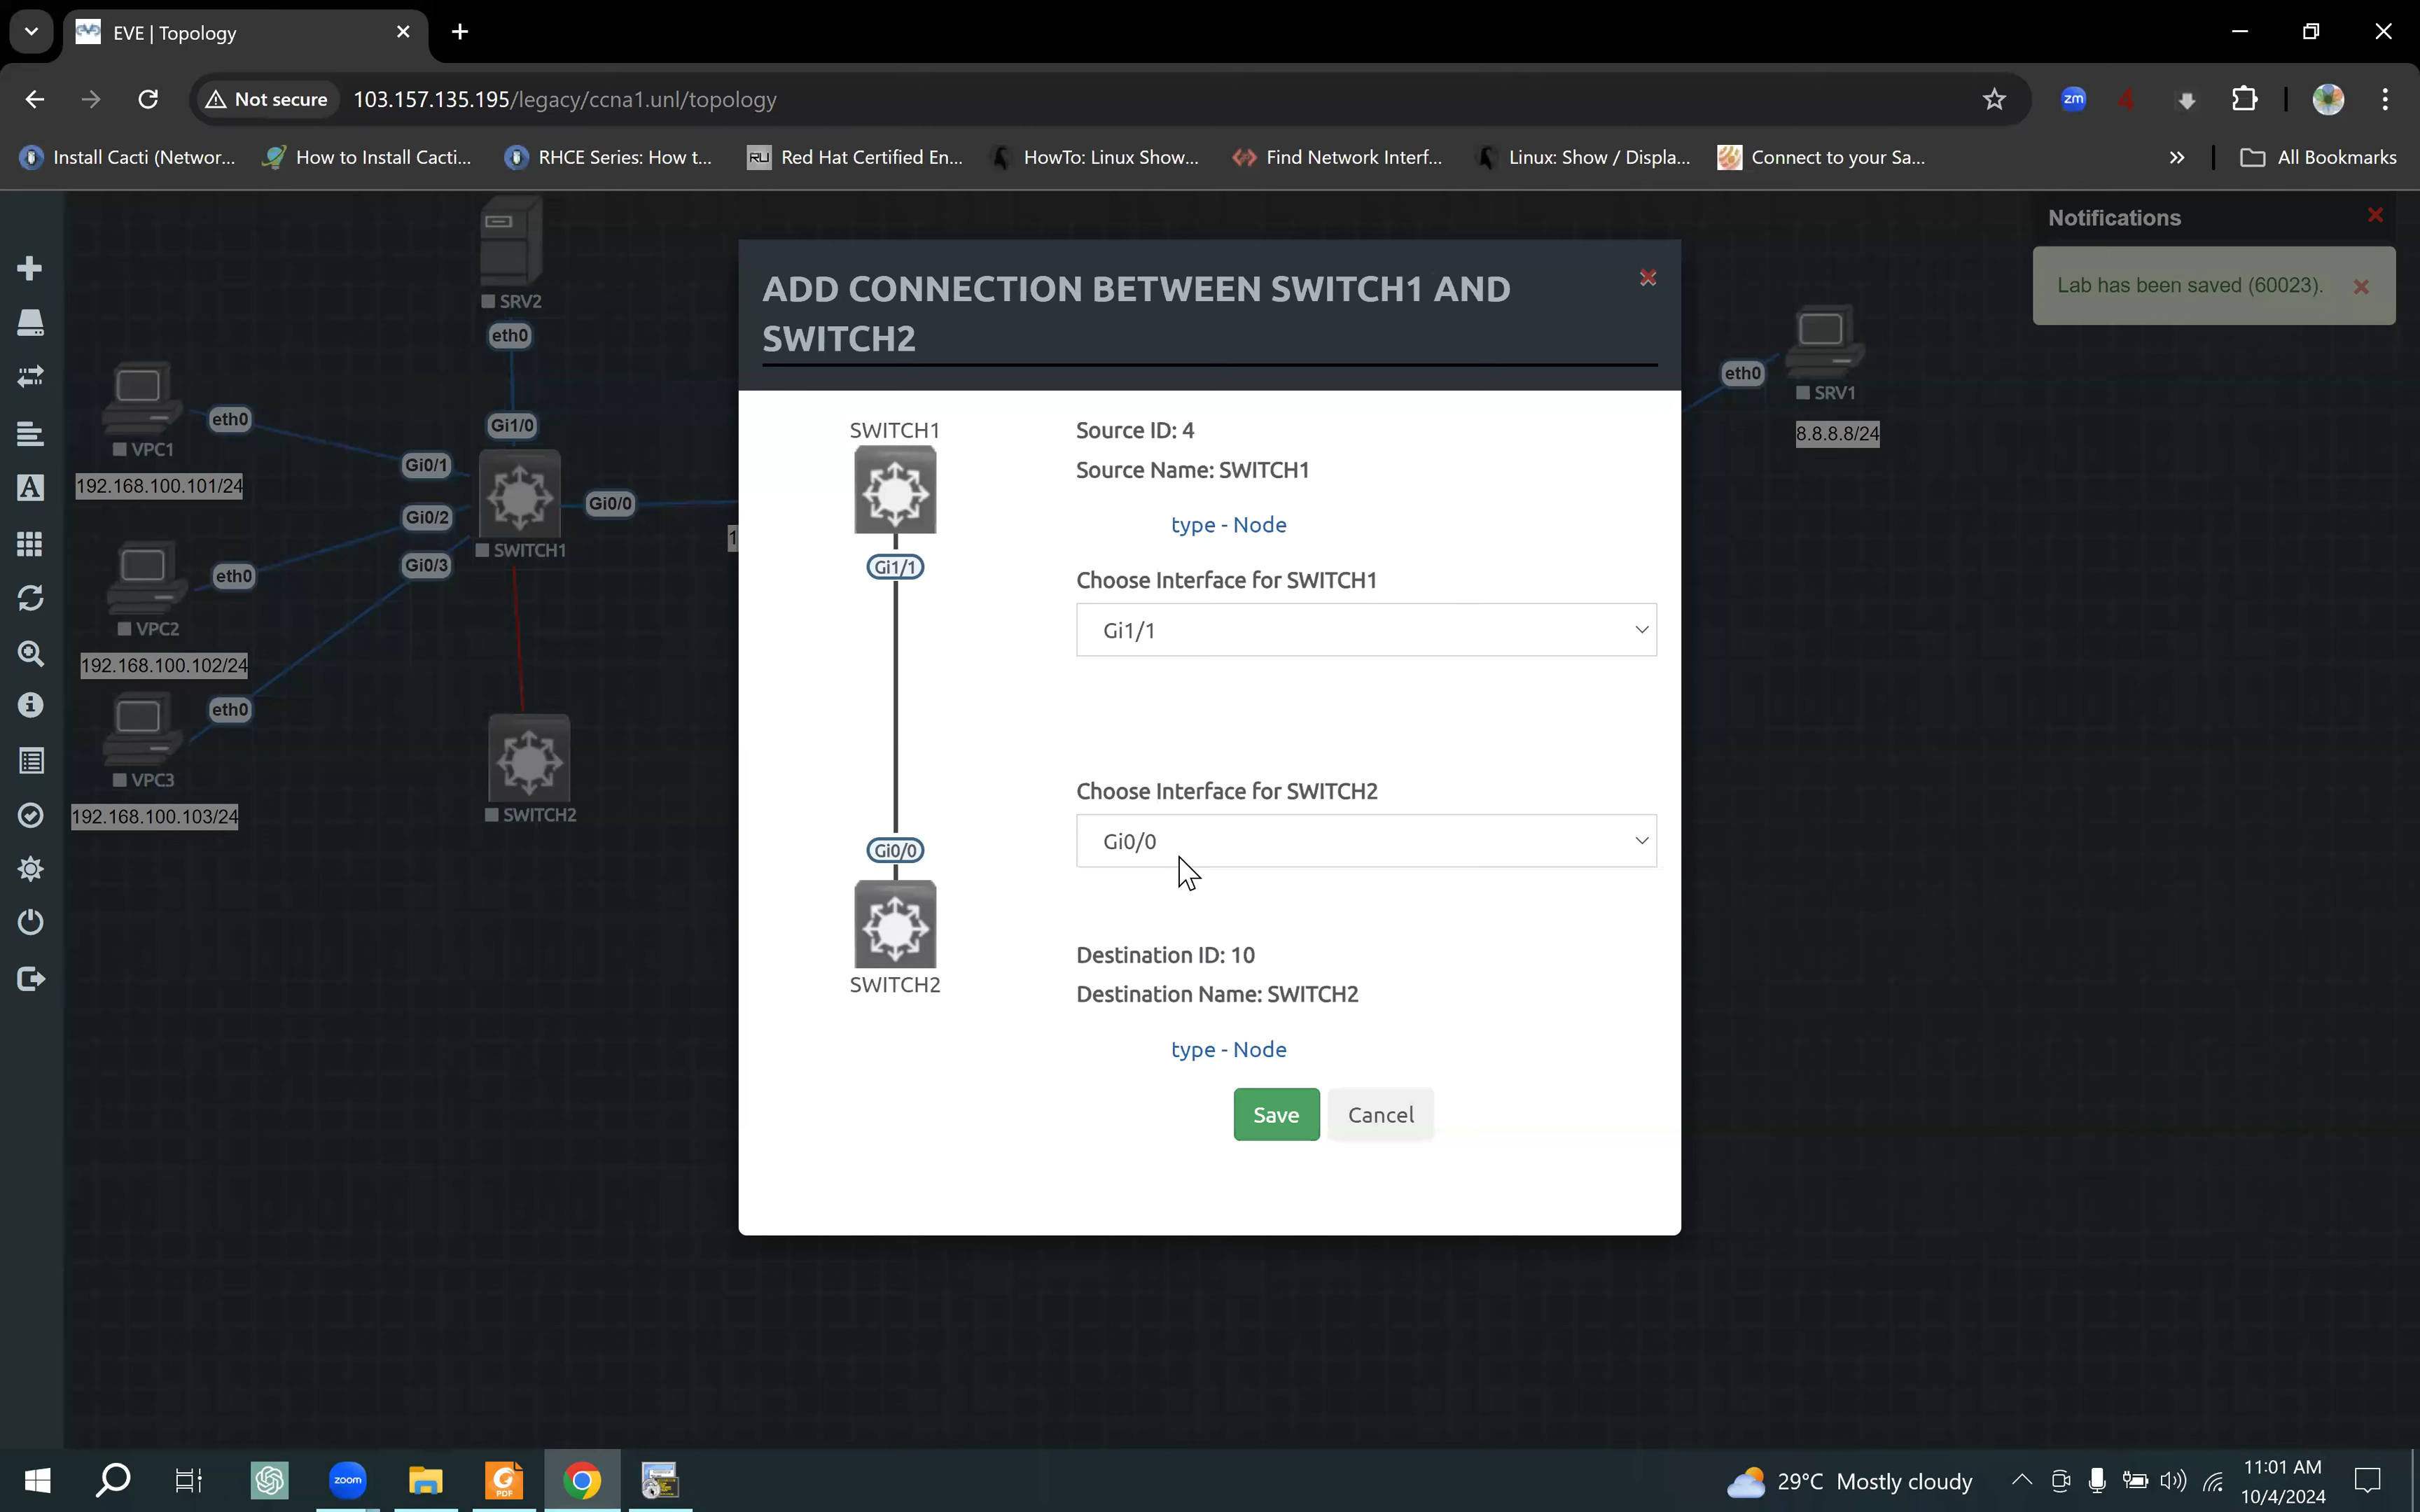 EVE | Topology
Not secure
103.157.135.195/legacy/ccna1.unl/topology
zm
4
Install Cacti (Networ...
How to Install Cacti...
RHCE Series: How t...
RU
Red Hat Certified En...
HowTo: Linux Show...
Find Network Interf...
Linux: Show / Displa...
Connect to your Sa...
All Bookmarks
Notifications
Lab has been saved (60023).
SRV2
eth0
Gi1/0
VPC1
eth0
192.168.100.101/24
Gi0/1
Gi0/2
Gi0/3
SWITCH1
Gi0/0
1
VPC2
eth0
192.168.100.102/24
VPC3
eth0
192.168.100.103/24
SWITCH2
eth0
SRV1
8.8.8.8/24
A
ADD CONNECTION BETWEEN SWITCH1 AND
SWITCH2
SWITCH1
Gi1/1
Gi0/0
SWITCH2
Source ID: 4
Source Name: SWITCH1
type - Node
Choose Interface for SWITCH1
Gi1/1
Choose Interface for SWITCH2
Gi0/0
Destination ID: 10
Destination Name: SWITCH2
type - Node
Save
Cancel
zoom
PDF
29°C Mostly cloudy
11:01 AM
10/4/2024